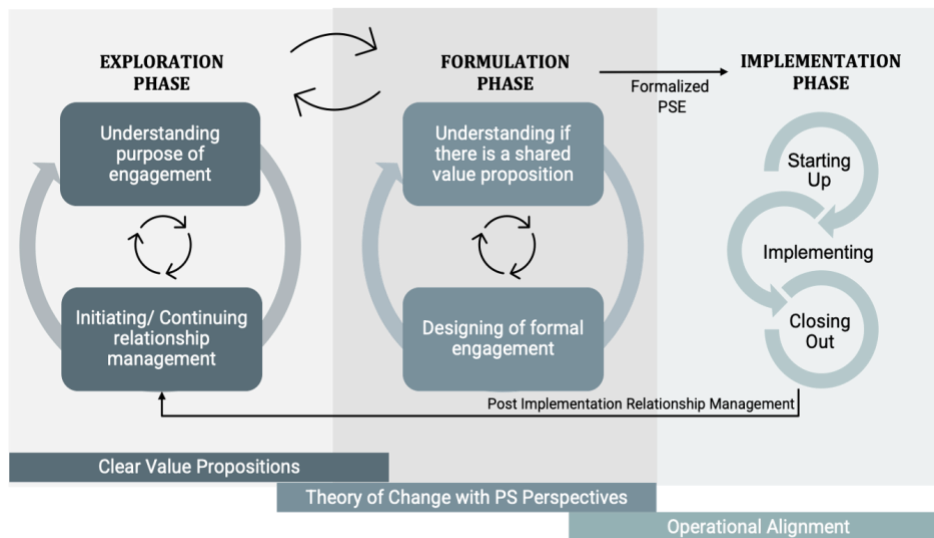 EXPLORATION
PHASE
Understanding
purpose of
engagement
Initiating/ Continuing
relationship
management
FORMULATION
PHASE
Understanding if
there is a shared
value proposition
Designing of formal
engagement
Formalized
PSE
IMPLEMENTATION
PHASE
Starting
Up
Implementing
Closing
Out
Post Implementation Relationship Management
Clear Value Propositions
Theory of Change with PS Perspectives
Operational Alignment